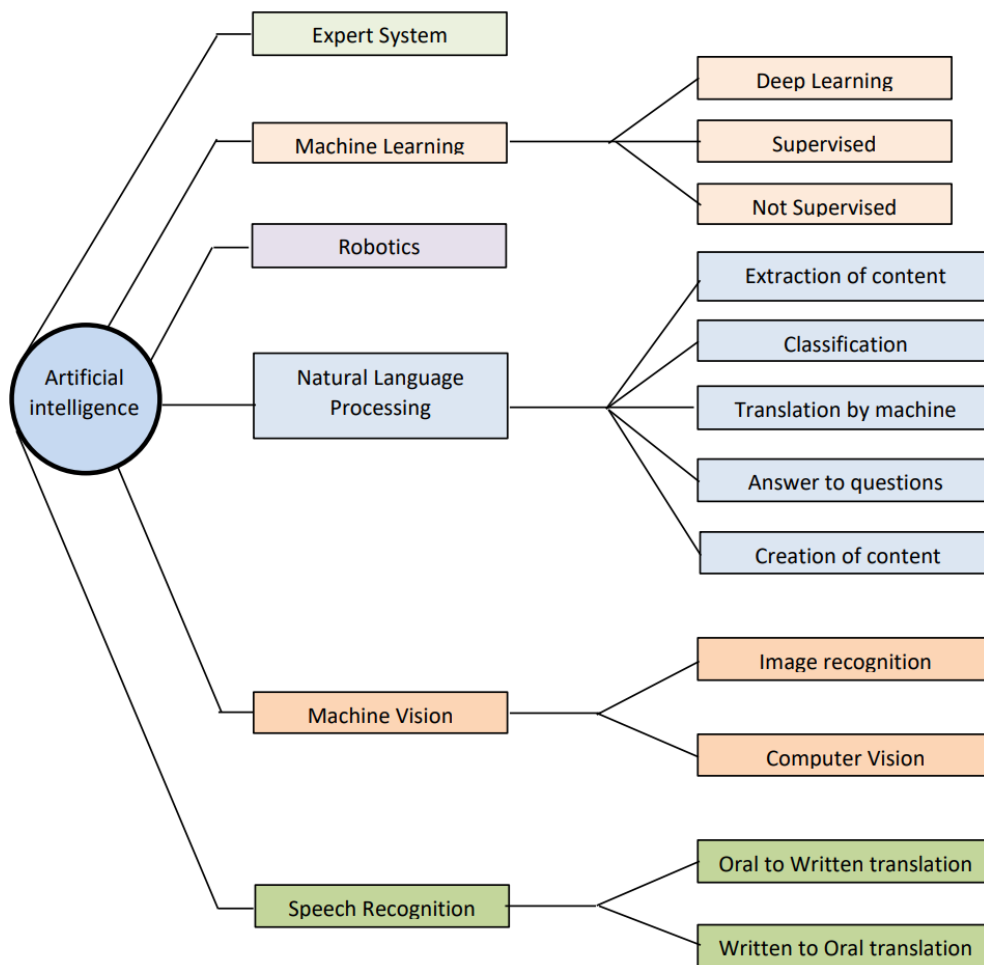 Expert System
Deep Learning
Machine Learning
Supervised
Not Supervised
Robotics
Extraction of content
Classification
Artificial
intelligence
Natural Language
Processing
Translation by machine
Answer to questions
Creation of content
Image recognition
Machine Vision
Computer Vision
Oral to Written translation
Speech Recognition
Written to Oral translation